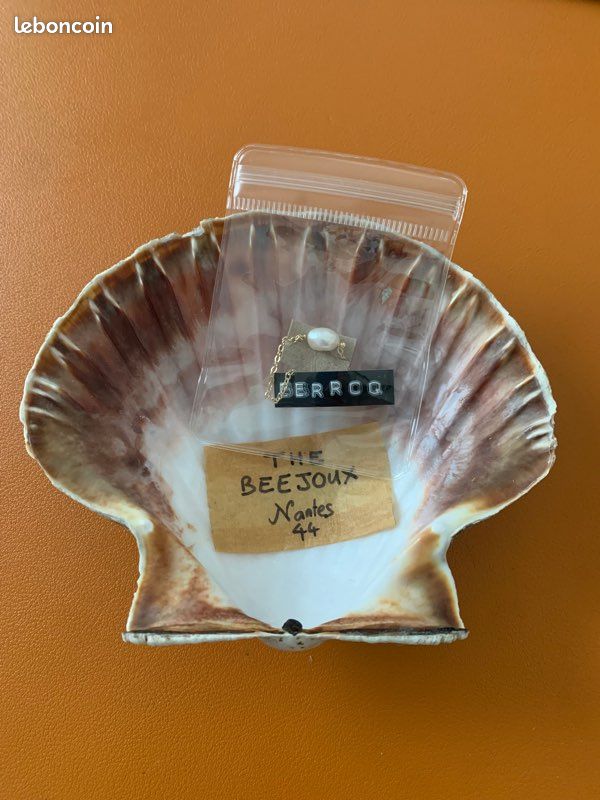 leboncoin
BERROQ
THE
BEEJOUX
Nantes
44